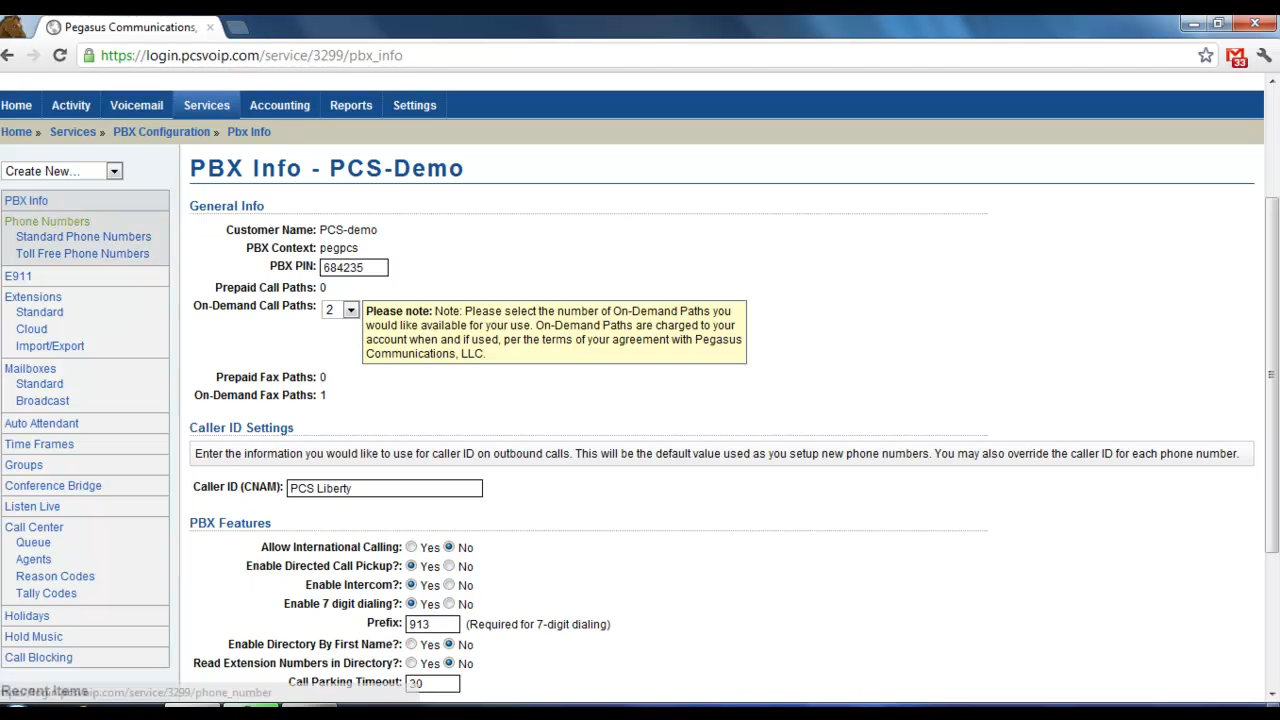 Pegasus Communications,
https://login.pcsvoip.com/service/3299/pbx_info
33
Home Activity Voicemail Services Accounting Reports Settings
Home » Services » PBX Configuration » Pbx Info
Create New...
PBX Info
Phone Numbers
Standard Phone Numbers
Toll Free Phone Numbers
E911
Extensions
Standard
Cloud
Import/Export
Mailboxes
Standard
Broadcast
Auto Attendant
Time Frames
Groups
Conference Bridge
Listen Live
Call Center
Queue
Agents
Reason Codes
Tally Codes
Holidays
Hold Music
Call Blocking
Recent Items
login.pcsvoip.com/service/3299/phone_number
PBX Info - PCS-Demo
General Info
Customer Name: PCS-demo
PBX Context: pegpcs
PBX PIN: 684235
Prepaid Call Paths: 0
On-Demand Call Paths: 2
Please note: Note: Please select the number of On-Demand Paths you
would like available for your use. On-Demand Paths are charged to your
account when and if used, per the terms of your agreement with Pegasus
Communications, LLC.
Prepaid Fax Paths: 0
On-Demand Fax Paths: 1
Caller ID Settings
Enter the information you would like to use for caller ID on outbound calls. This will be the default value used as you setup new phone numbers. You may also override the caller ID for each phone number.
Caller ID (CNAM): PCS Liberty
PBX Features
Allow International Calling: Yes No
Enable Directed Call Pickup?: Yes No
Enable Intercom?: Yes No
Enable 7 digit dialing?: Yes No
Prefix: 913 (Required for 7-digit dialing)
Enable Directory By First Name?: Yes No
Read Extension Numbers in Directory?: Yes No
Call Parking Timeout: 30